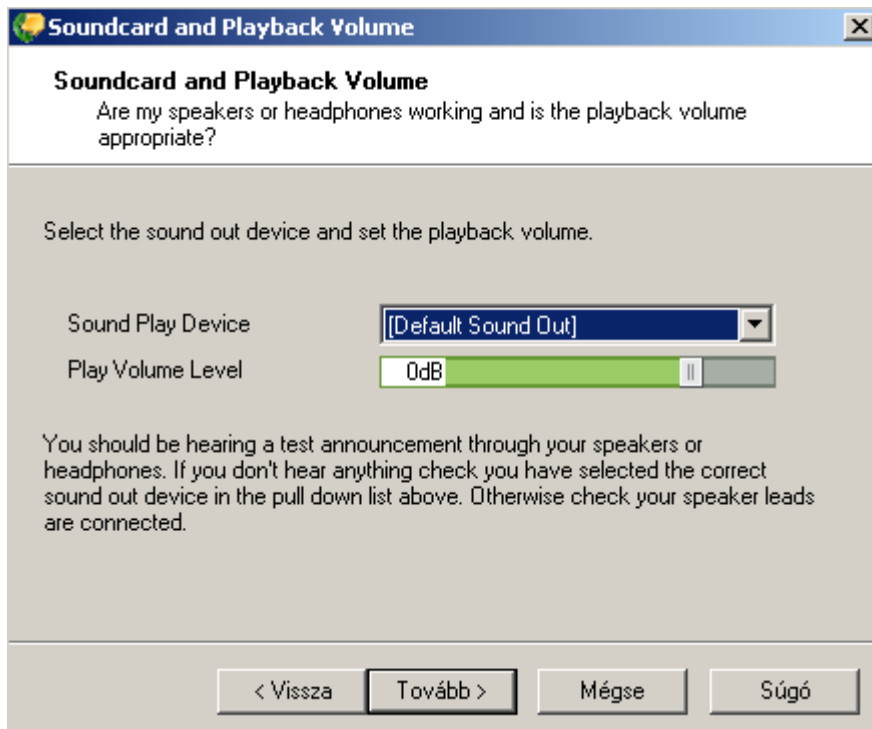 Soundcard and Playback Volume
Soundcard and Playback Volume
Are my speakers or headphones working and is the playback volume
appropriate?
Select the sound out device and set the playback volume.
Sound Play Device
[Default Sound Out]
Play Volume Level
0dB
You should be hearing a test announcement through your speakers or
headphones. If you don't hear anything check you have selected the correct
sound out device in the pull down list above. Otherwise check your speaker leads
are connected.
< Vissza
Tovább >
Mégse
Súgó